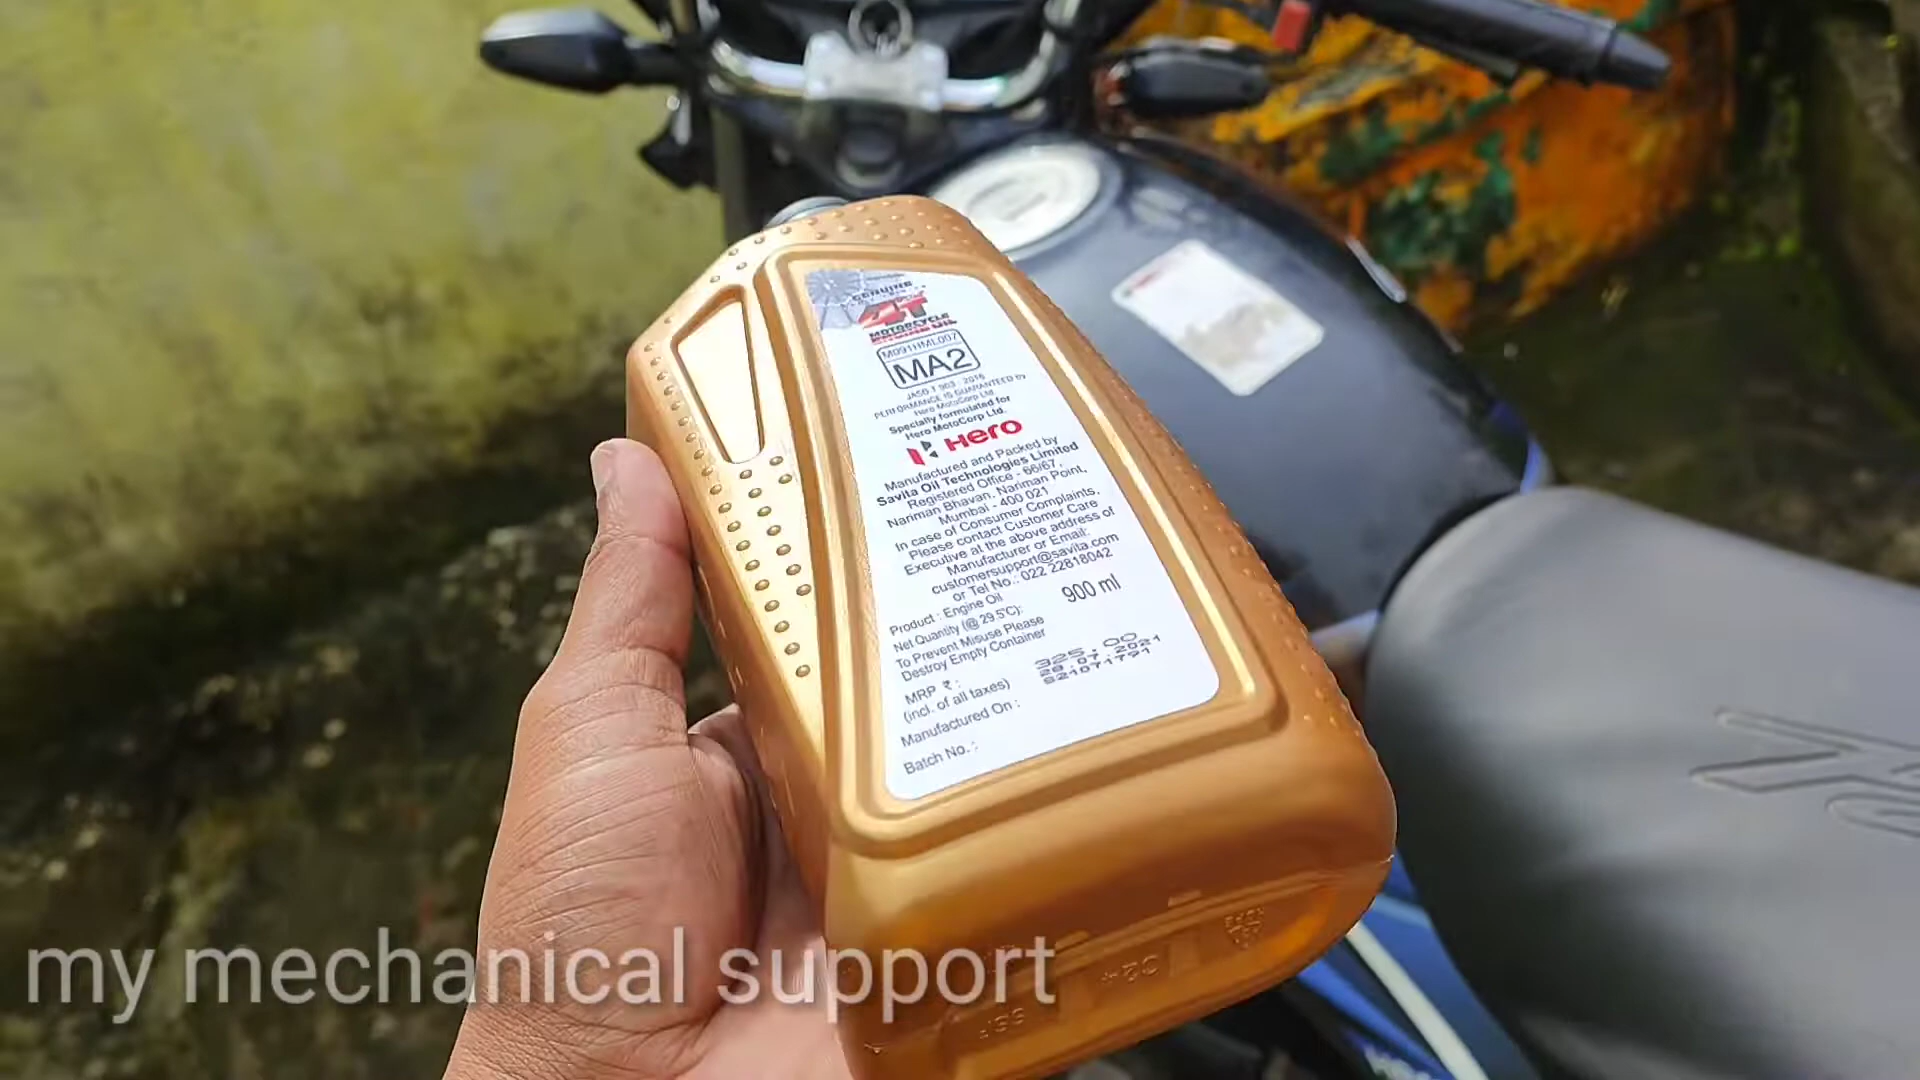 GENUINE
4T
MOTORCYCLE
ENGINE OIL
M091HML007
MA2
JASO T 903 : 2016
PERFORMANCE IS GUARANTEED by
Hero MotoCorp Ltd.
Specially formulated for
Hero MotoCorp Ltd.
Hero
Manufactured and Packed by
Savita Oil Technologies Limited
Registered Office - 66/67,
Nariman Bhavan, Nariman Point,
Mumbai - 400 021
In case of Consumer Complaints,
Please contact Customer Care
Executive at the above address of
Manufacturer or Email:
customersupport@savita.com
or Tel No.: 022 22818042
Product : Engine Oil
Net Quantity (@ 29.5°C): 900 ml
To Prevent Misuse Please
Destroy Empty Container
MRP ₹ : 325.00
(incl. of all taxes)
Manufactured On : 28.07.2021
Batch No. : 821071791
my mechanical support